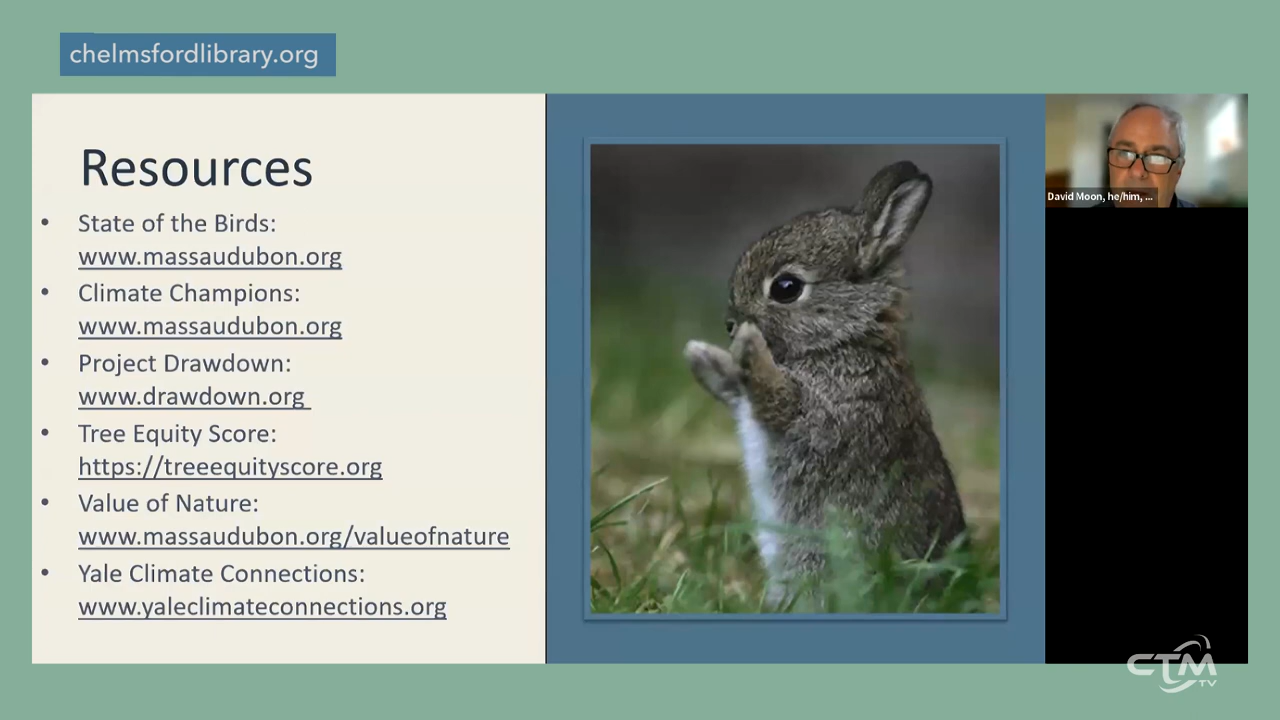 chelmsfordlibrary.org
Resources
• State of the Birds:
www.massaudubon.org
• Climate Champions:
www.massaudubon.org
• Project Drawdown:
www.drawdown.org
• Tree Equity Score:
https://treeequityscore.org
• Value of Nature:
www.massaudubon.org/valueofnature
• Yale Climate Connections:
www.yaleclimateconnections.org
David Moon, he/him, ...
CTM
TV